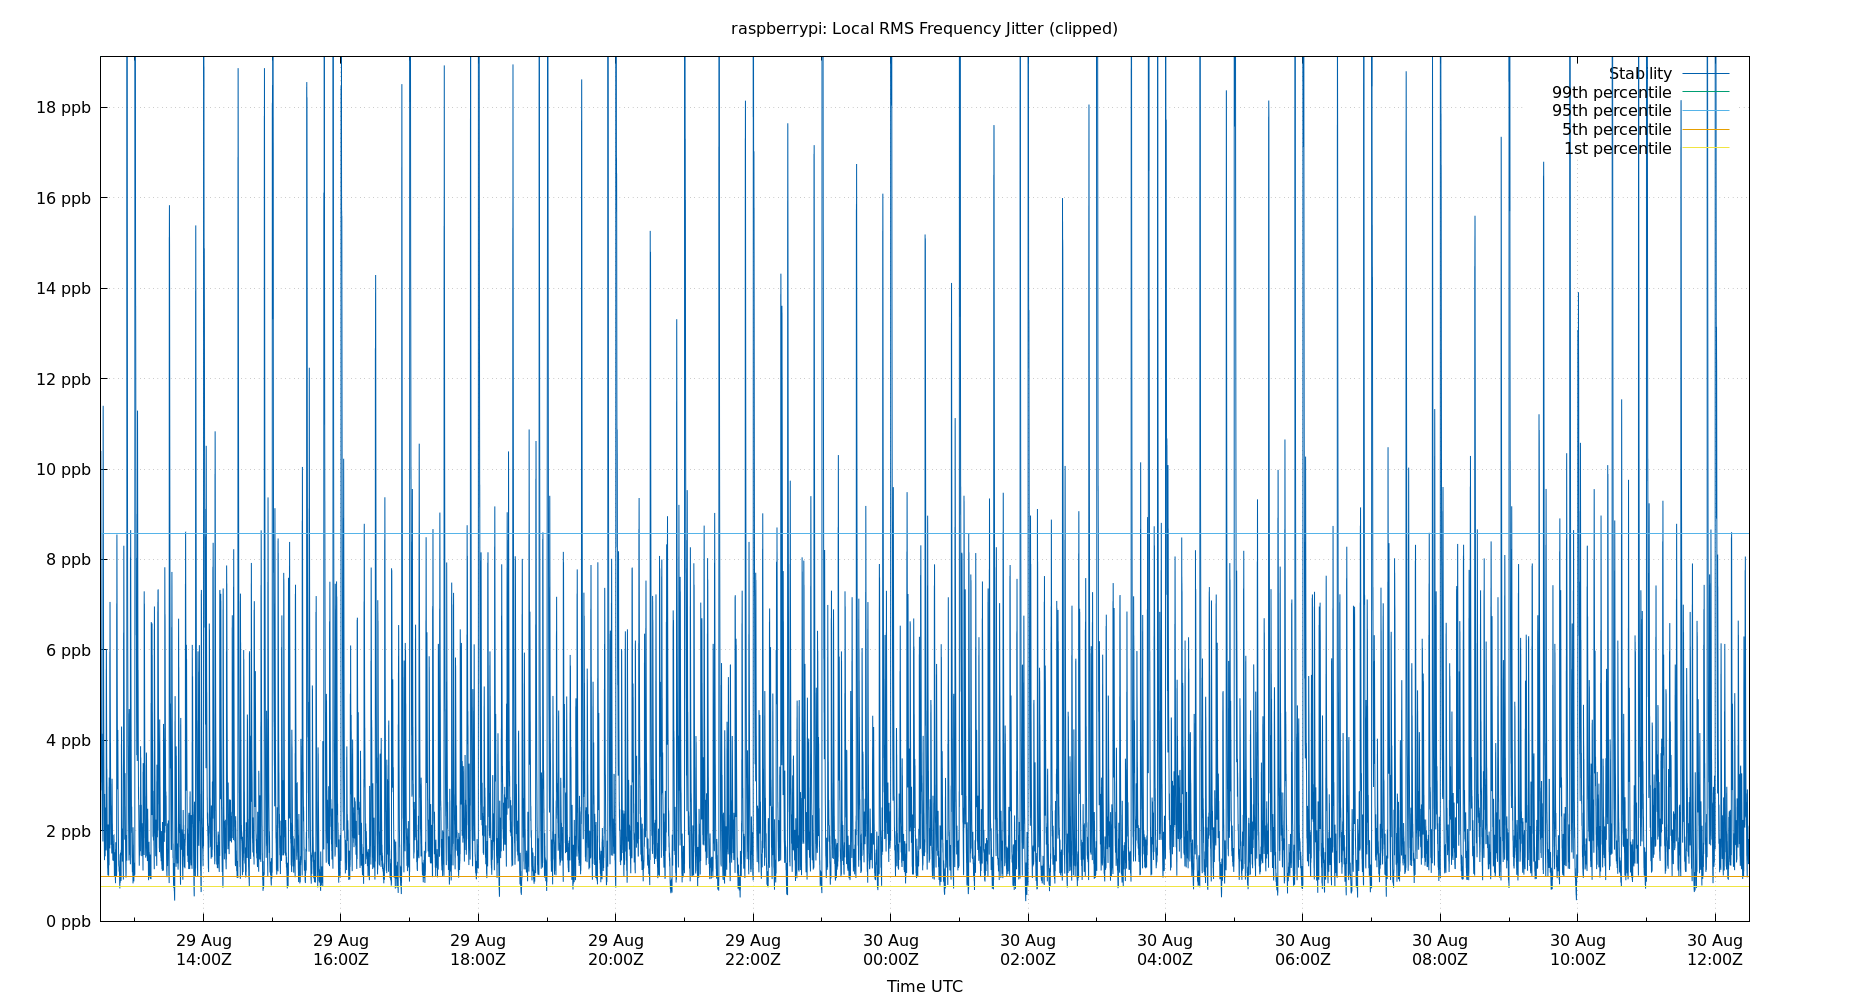 raspberrypi: Local RMS Frequency Jitter (clipped)
Stability
99th percentile
95th percentile
5th percentile
1st percentile
18 ppb
16 ppb
14 ppb
12 ppb
10 ppb
8 ppb
6 ppb
4 ppb
2 ppb
0 ppb
29 Aug 29 Aug 29 Aug 29 Aug 29 Aug 30 Aug 30 Aug 30 Aug 30 Aug 30 Aug 30 Aug 30 Aug
14:00Z 16:00Z 18:00Z 20:00Z 22:00Z 00:00Z 02:00Z 04:00Z 06:00Z 08:00Z 10:00Z 12:00Z
Time UTC